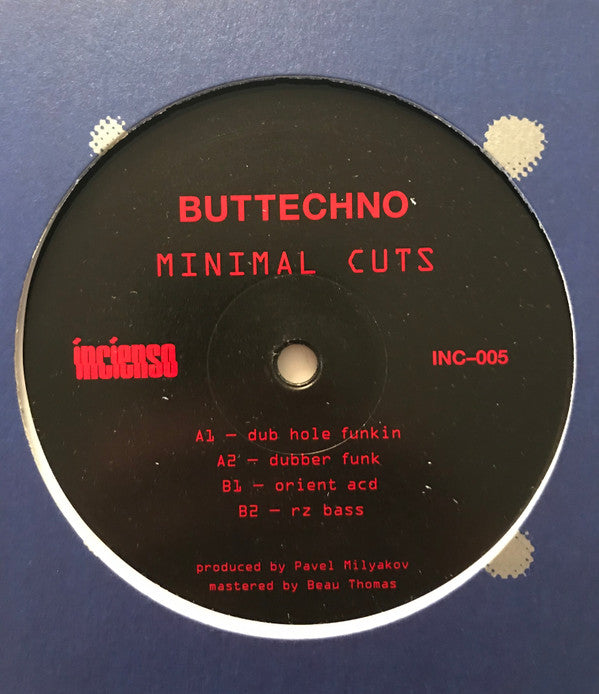 BUTTECHNO
MINIMAL CUTS
incienso
INC–005
A1 – dub hole funkin
A2 – dubber funk
B1 – orient acd
B2 – rz bass
produced by Pavel Milyakov
mastered by Beau Thomas